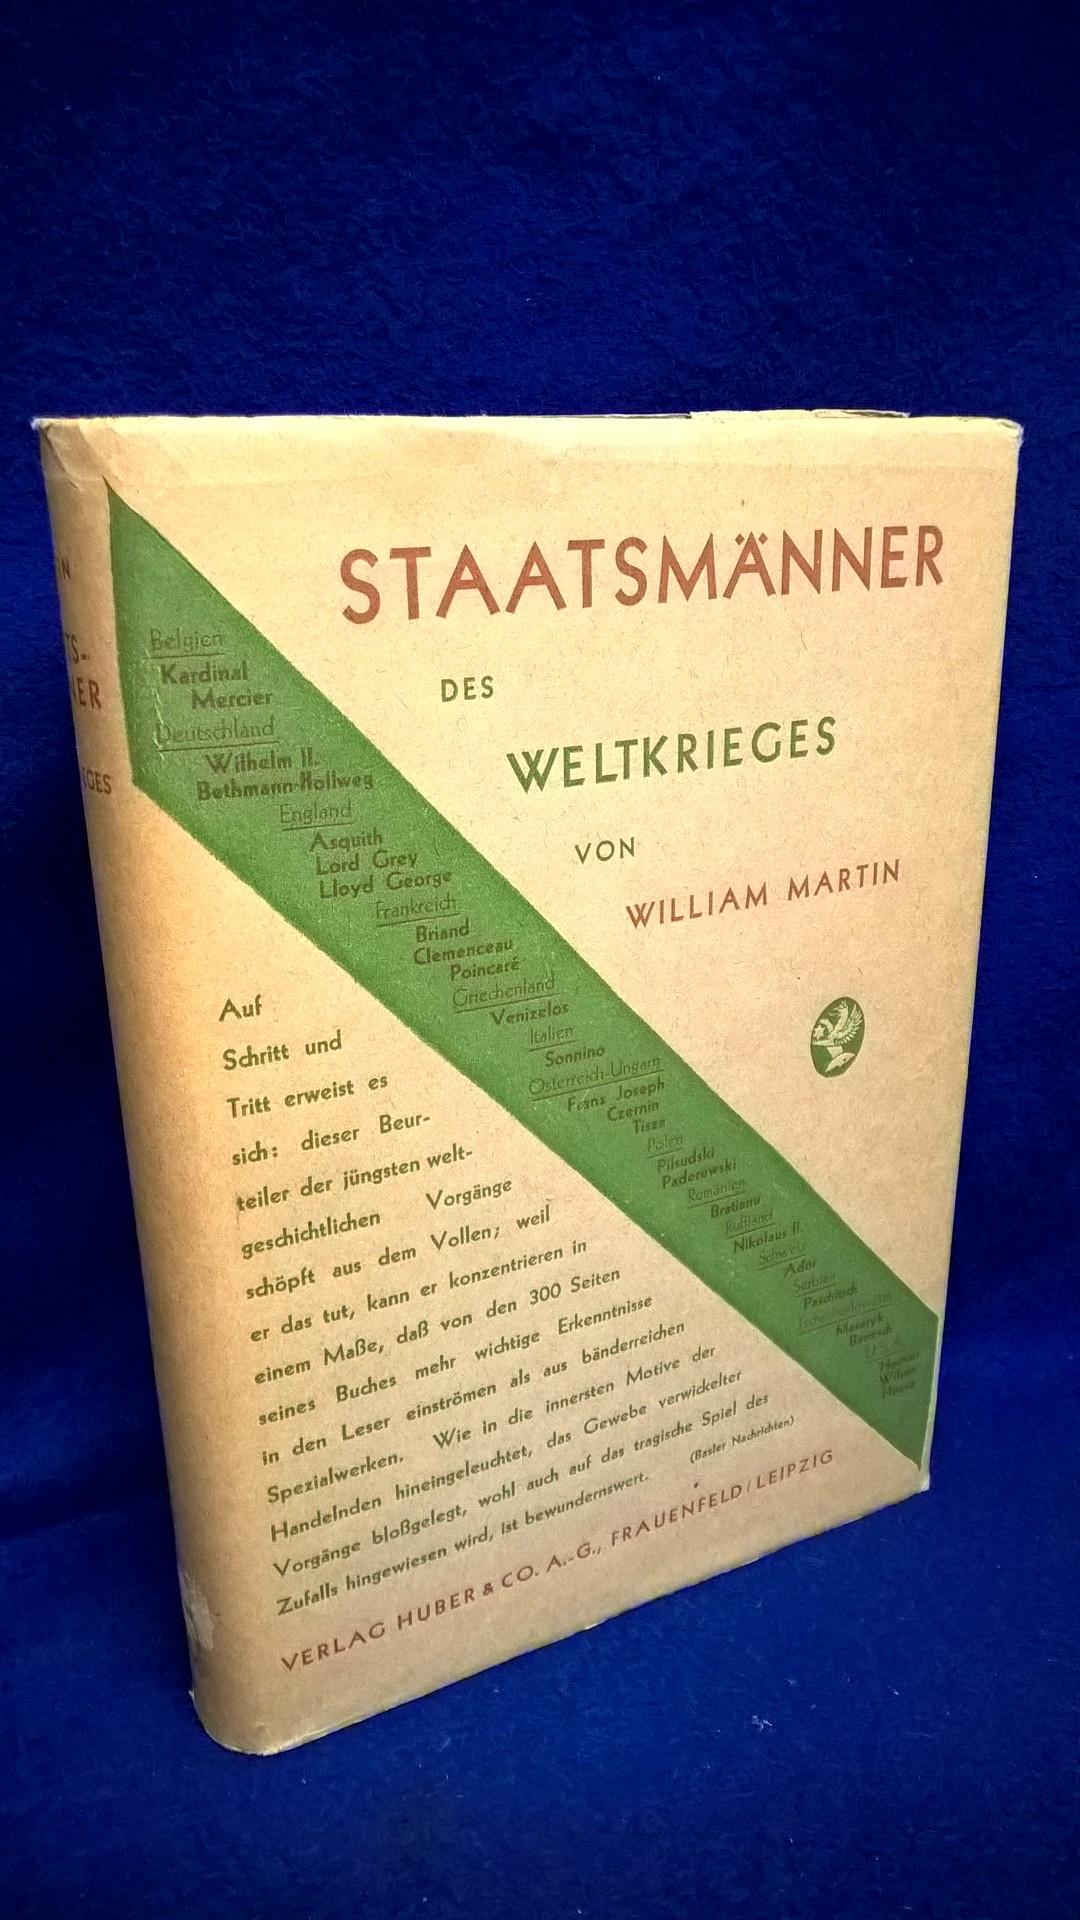 STAATSMÄNNER
DES
WELTKRIEGES
VON
WILLIAM MARTIN
Belgien
Kardinal
Mercier
Deutschland
Wilhelm II.
Bethmann-Hollweg
England
Asquith
Lord Grey
Lloyd George
Frankreich
Briand
Clemenceau
Poincaré
Griechenland
Venizelos
Italien
Sonnino
Österreich-Ungarn
Franz Joseph
Czernin
Tisza
Polen
Pilsudski
Paderewski
Rumänien
Bratianu
Rußland
Nikolaus II.
Schweiz
Ador
Serbien
Paschitsch
Tschechoslowakei
Masaryk
Benesch
U.S.A.
Hoover
Wilson
House
Auf
Schritt und
Tritt erweist es
sich: dieser Beur-
teiler der jüngsten welt-
geschichtlichen Vorgänge
schöpft aus dem Vollen; weil
er das tut, kann er konzentrieren in
einem Maße, daß von den 300 Seiten
seines Buches mehr wichtige Erkenntnisse
in den Leser einströmen als aus bänderreichen
Spezialwerken. Wie in die innersten Motive der
Handelnden hineingeleuchtet, das Gewebe verwickelter
Vorgänge bloßgelegt, wohl auch auf das tragische Spiel des
Zufalls hingewiesen wird, ist bewundernswert. (Basler Nachrichten)
VERLAG HUBER & CO. A.-G., FRAUENFELD / LEIPZIG